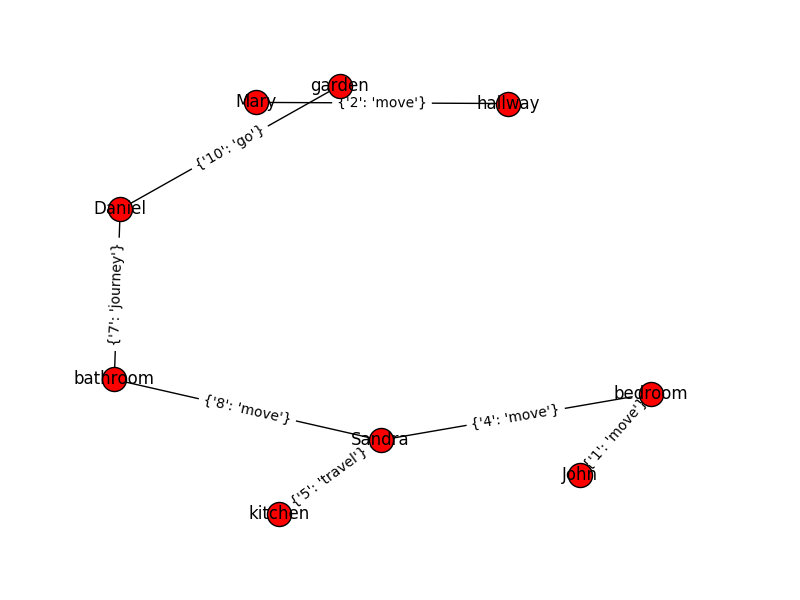 garden
Mary
{'2': 'move'}
hallway
{'10': 'go'}
Daniel
{'7': 'journey'}
bathroom
{'8': 'move'}
Sandra
{'4': 'move'}
bedroom
{'1': 'move'}
John
{'5': 'travel'}
kitchen